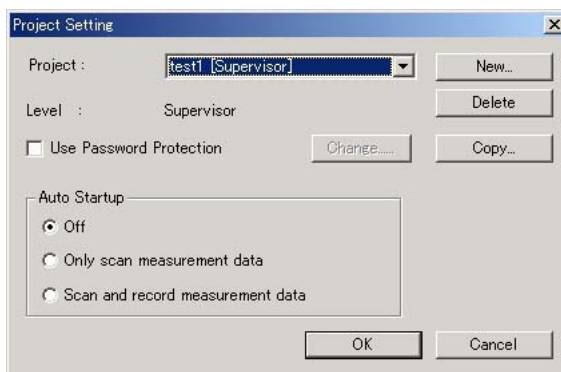 Project Setting
Project : test1 [Supervisor] New...
Level : Supervisor Delete
Use Password Protection Change..... Copy...
Auto Startup
Off
Only scan measurement data
Scan and record measurement data
OK Cancel